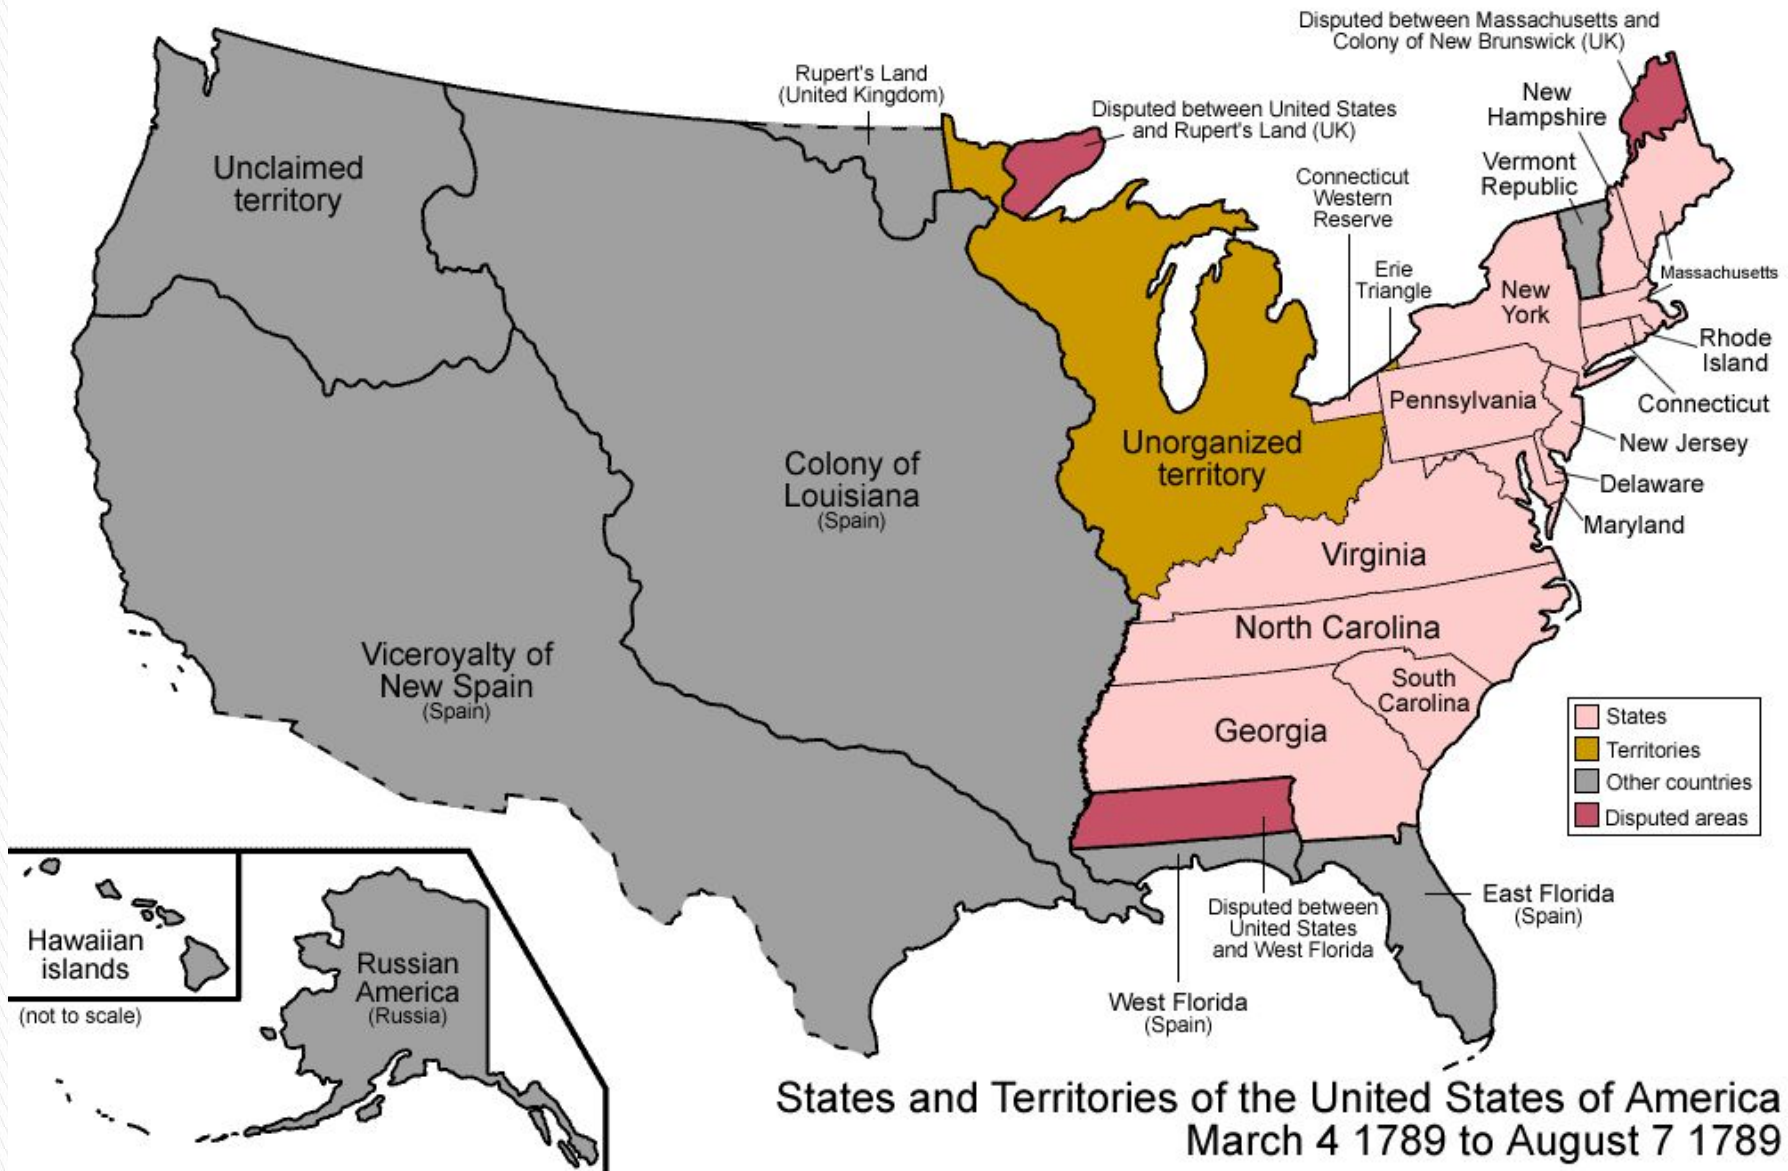 Disputed between Massachusetts and
Colony of New Brunswick (UK)
Rupert's Land
(United Kingdom)
Disputed between United States
and Rupert's Land (UK)
New
Hampshire
Vermont
Republic
Connecticut
Western
Reserve
Unclaimed
territory
Erie
Triangle
Massachusetts
New
York
Rhode
Island
Pennsylvania
Connecticut
New Jersey
Unorganized
territory
Colony of
Louisiana
(Spain)
Delaware
Maryland
Virginia
North Carolina
Viceroyalty of
New Spain
(Spain)
South
Carolina
Georgia
States
Territories
Other countries
Disputed areas
East Florida
(Spain)
Disputed between
United States
and West Florida
West Florida
(Spain)
Hawaiian
islands
(not to scale)
Russian
America
(Russia)
States and Territories of the United States of America
March 4 1789 to August 7 1789